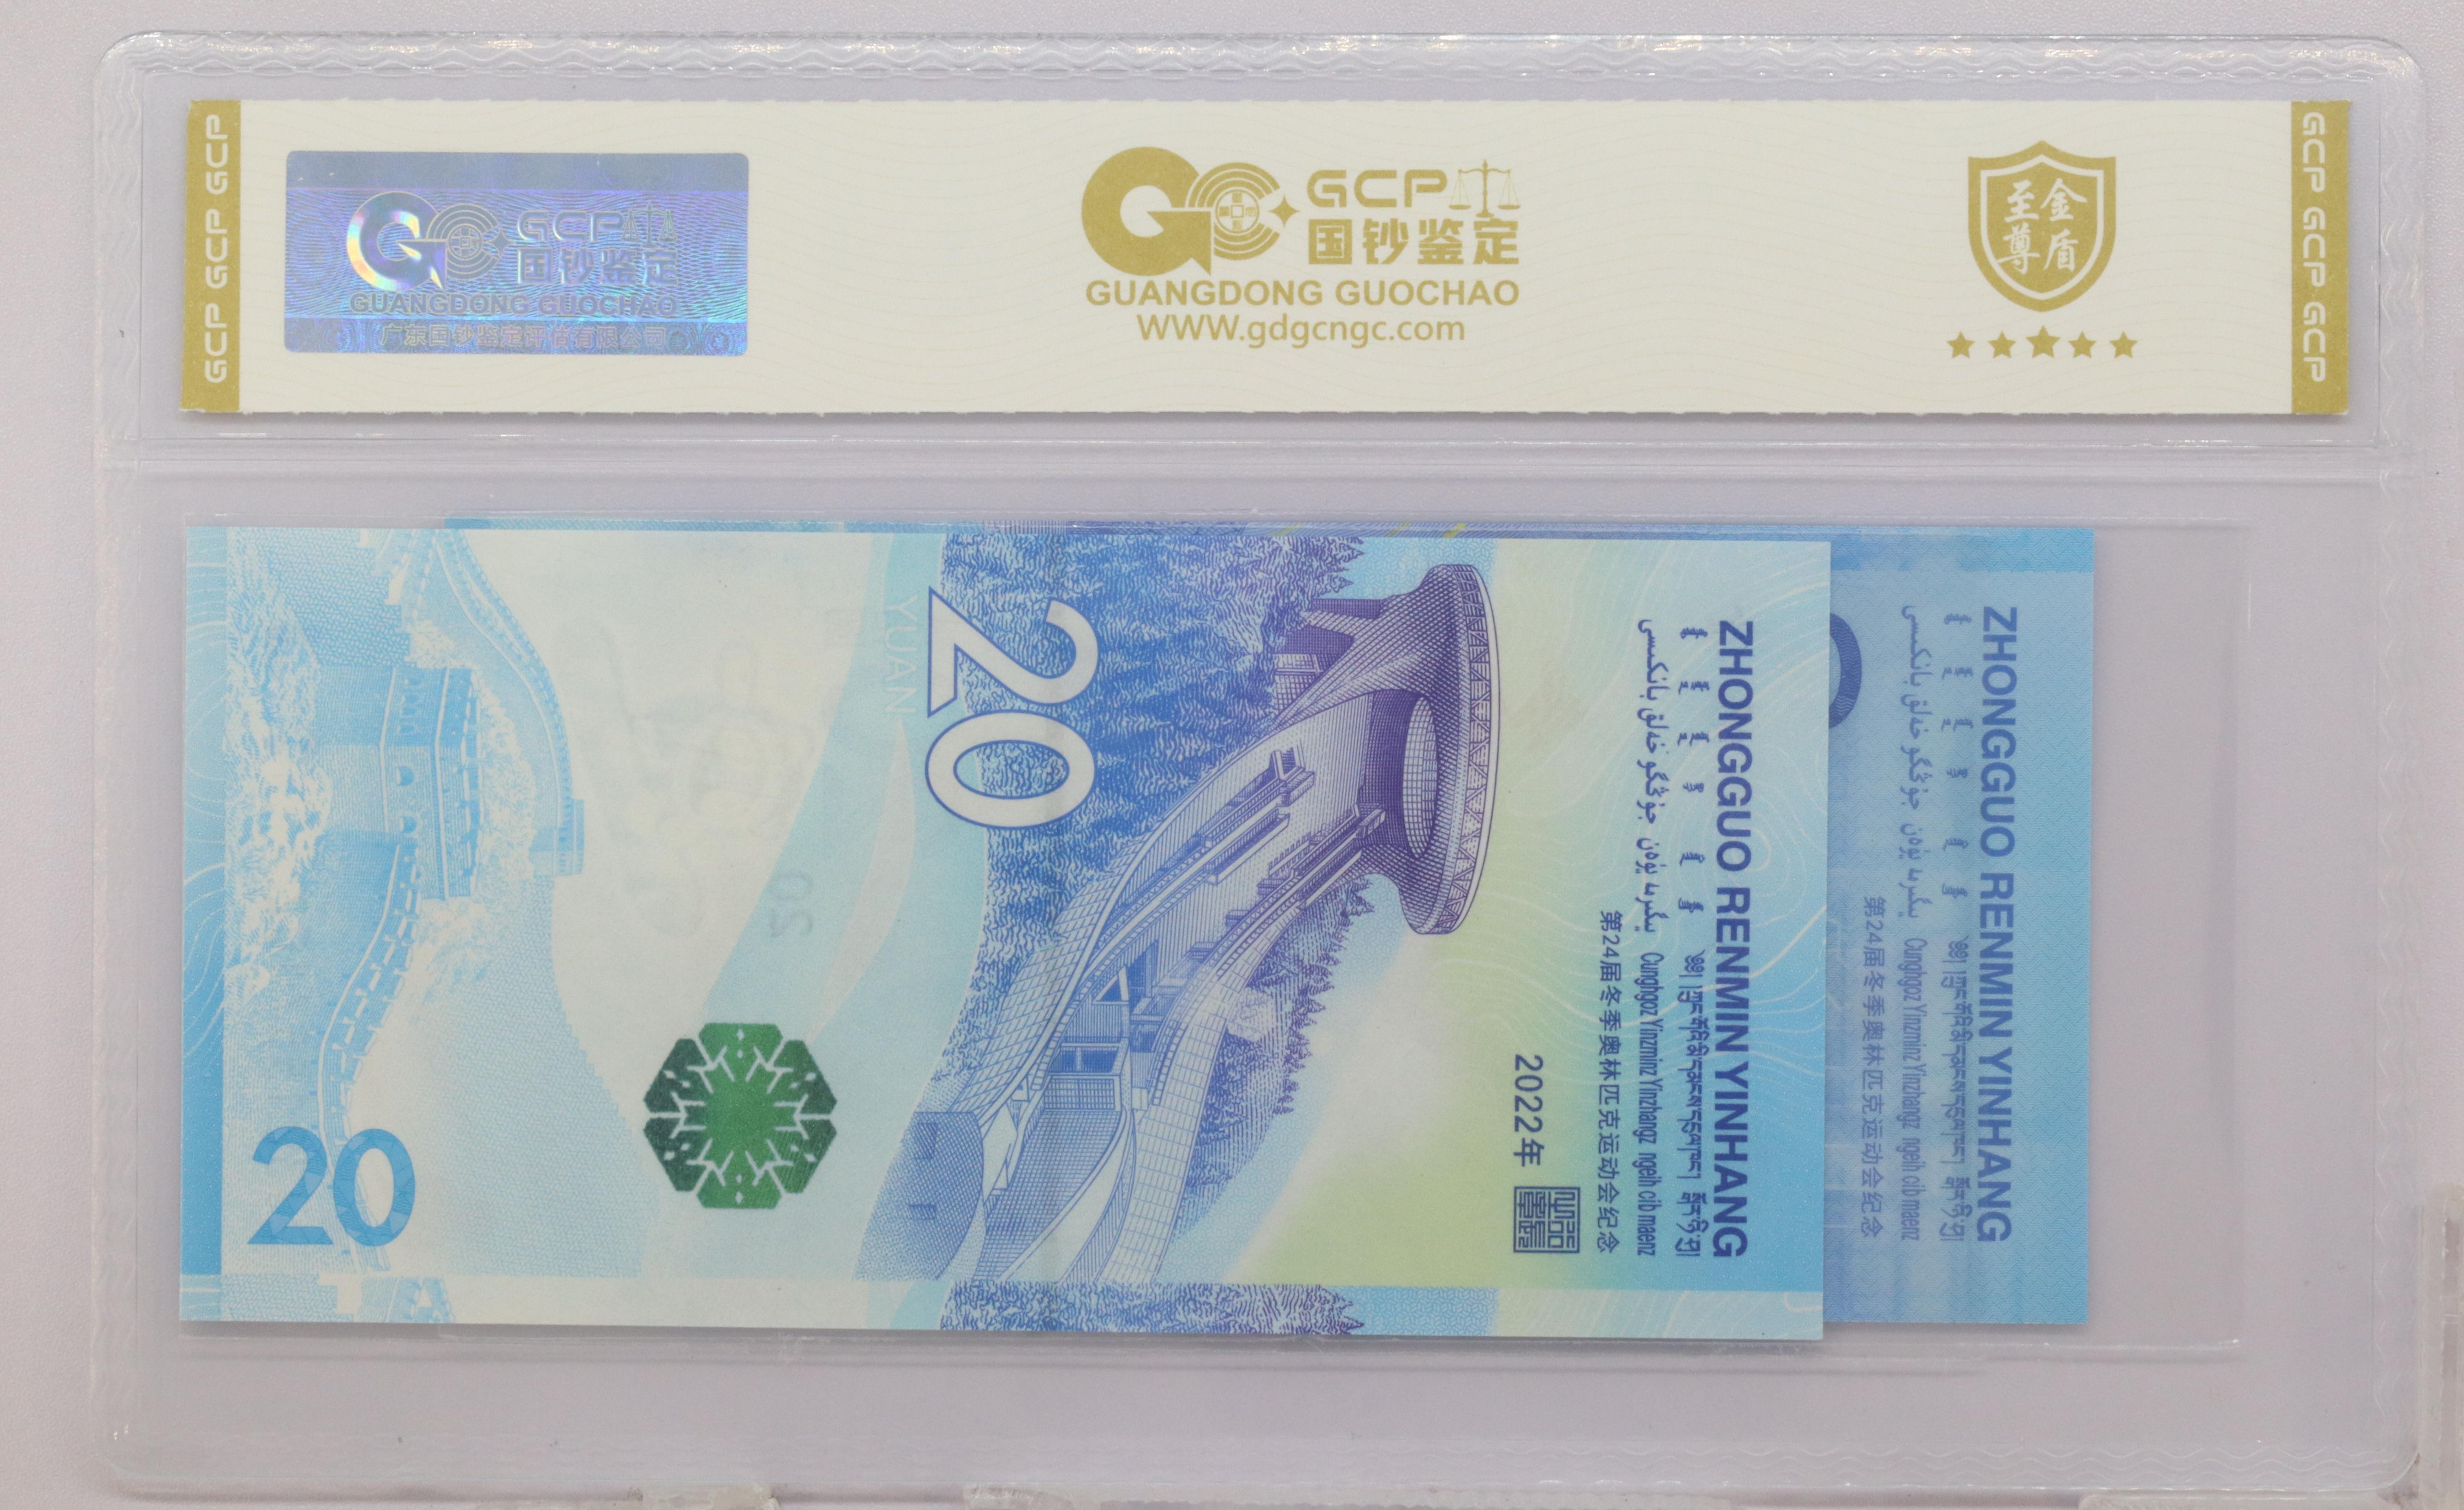 GCP GCP GCP
GCP
国钞鉴定
GUANGDONG GUOCHAO
广东国钞鉴定评估有限公司
GCP
国钞鉴定
GUANGDONG GUOCHAO
WWW.gdgcngc.com
至尊
金盾
GCP GCP GCP
ZHONGGUO RENMIN YINHANG
Cunghgoz Yinzminz Yinzhangz ngeih cib maenz
第24届冬季奥林匹克运动会纪念
2022年
20
YUAN
20
20
ZHONGGUO RENMIN YINHANG
Cunghgoz Yinzminz Yinzhangz ngeih cib maenz
第24届冬季奥林匹克运动会纪念